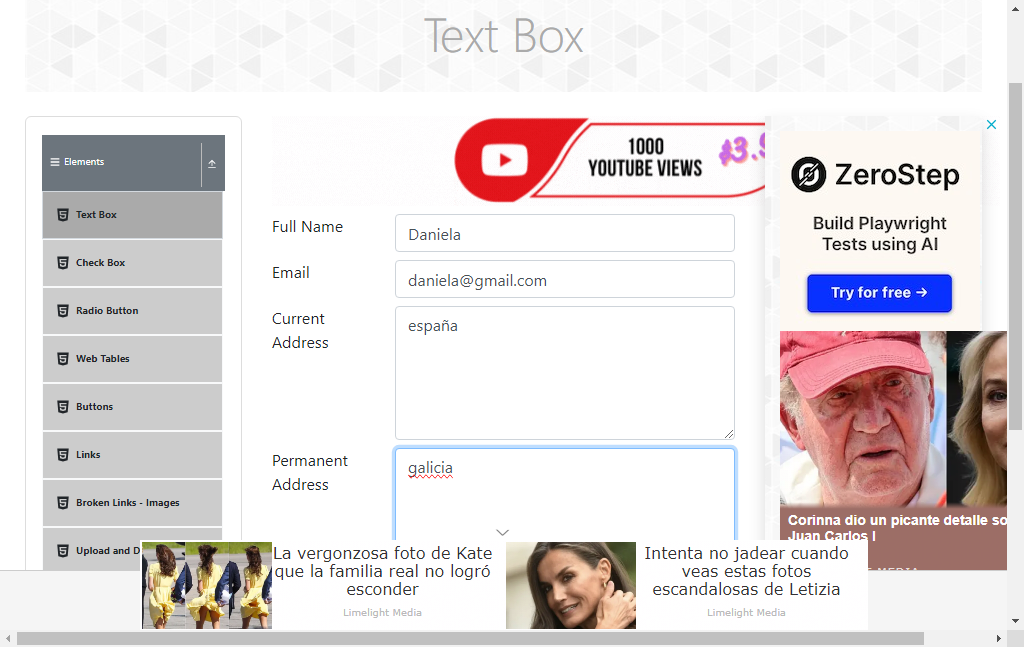 Text Box
Elements
Text Box
Check Box
Radio Button
Web Tables
Buttons
Links
Broken Links - Images
Upload and D
1000
YOUTUBE VIEWS
$3.9
Full Name
Daniela
Email
daniela@gmail.com
Current
Address
españa
Permanent
Address
galicia
ZeroStep
Build Playwright
Tests using AI
Try for free →
Corinna dio un picante detalle so
Juan Carlos I
La vergonzosa foto de Kate
que la familia real no logró
esconder
Limelight Media
Intenta no jadear cuando
veas estas fotos
escandalosas de Letizia
Limelight Media